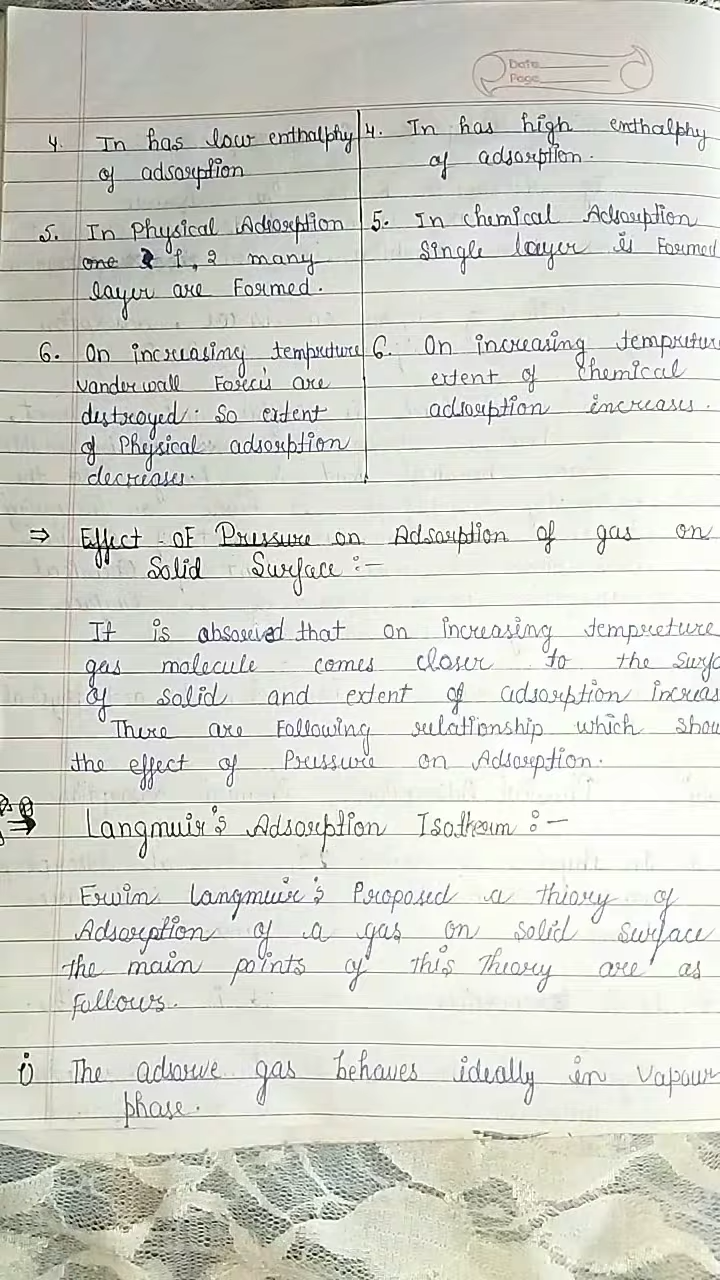 Date
Page
4. In has low enthalphy
of adsorption
4. In has high enthalphy
of adsorption.
5. In Physical Adsorption
one 1, 2 many
layer are Formed.
5. In chemical Adsorption
Single layer is Formed
6. On increasing tempreture
vanderwall Forecis are
destroyed. So extent
of Physical adsorption
decreases.
6. On increasing tempretur
extent of chemical
adsorption increases.
⇒ Effect of Pressure on Adsorption of gas on
Solid Surface :-
It is absorved that on increasing tempreture
gas molecule comes closer to the Surfa
of solid and extent of adsorption increas
There are Following relationship which show
the effect of Pressure on Adsorption.
⇒ Langmuir's Adsorption Isotherm :-
Erwin Langmuir's Proposed a thiory of
Adsorption of a gas on solid surface
the main points of this Theory are as
Follows.
i) The adsorve gas behaves ideally in Vapour
phase.